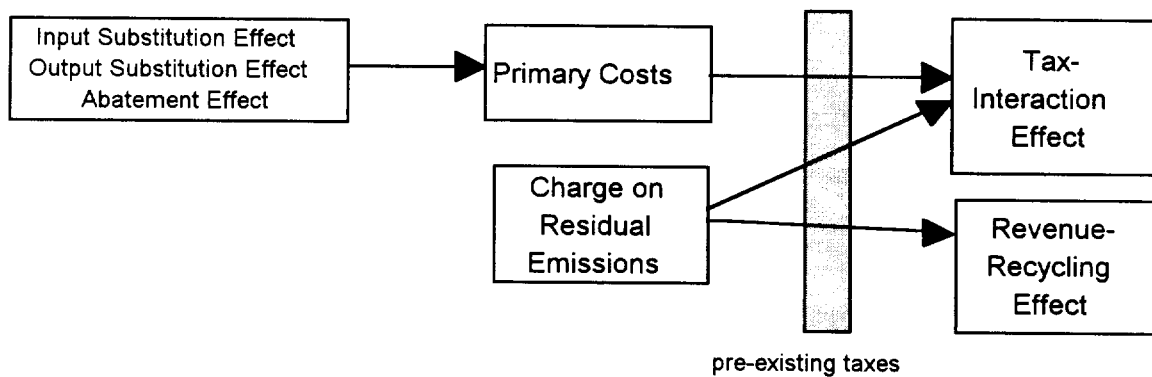 Input Substitution Effect
Output Substitution Effect
Abatement Effect
Primary Costs
Tax-
Interaction
Effect
Charge on
Residual
Emissions
Revenue-
Recycling
Effect
pre-existing taxes